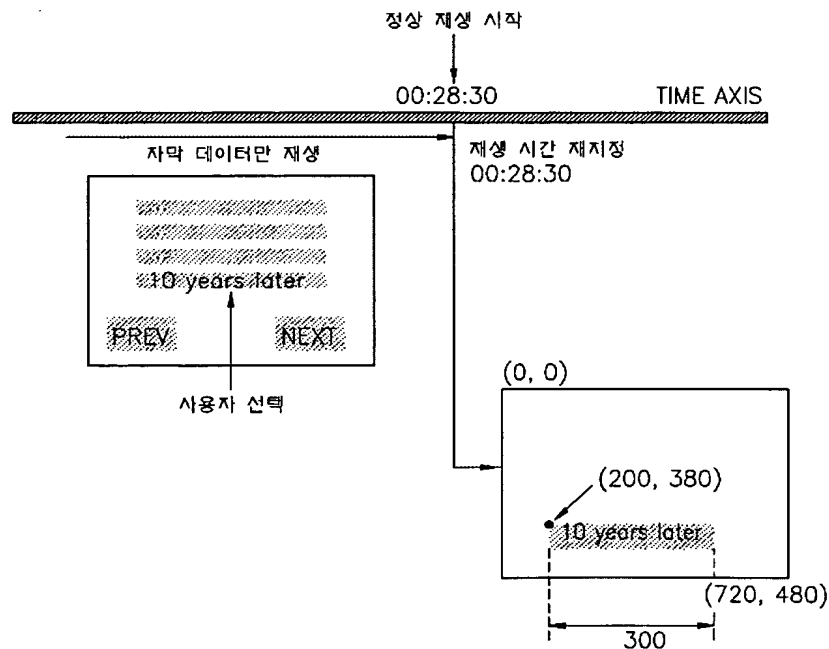 정상 재생 시작
00:28:30
TIME AXIS
자막 데이터만 재생
재생 시간 재지정
00:28:30
10 years later
PREV
NEXT
사용자 선택
(0, 0)
(200, 380)
10 years later
(720, 480)
300